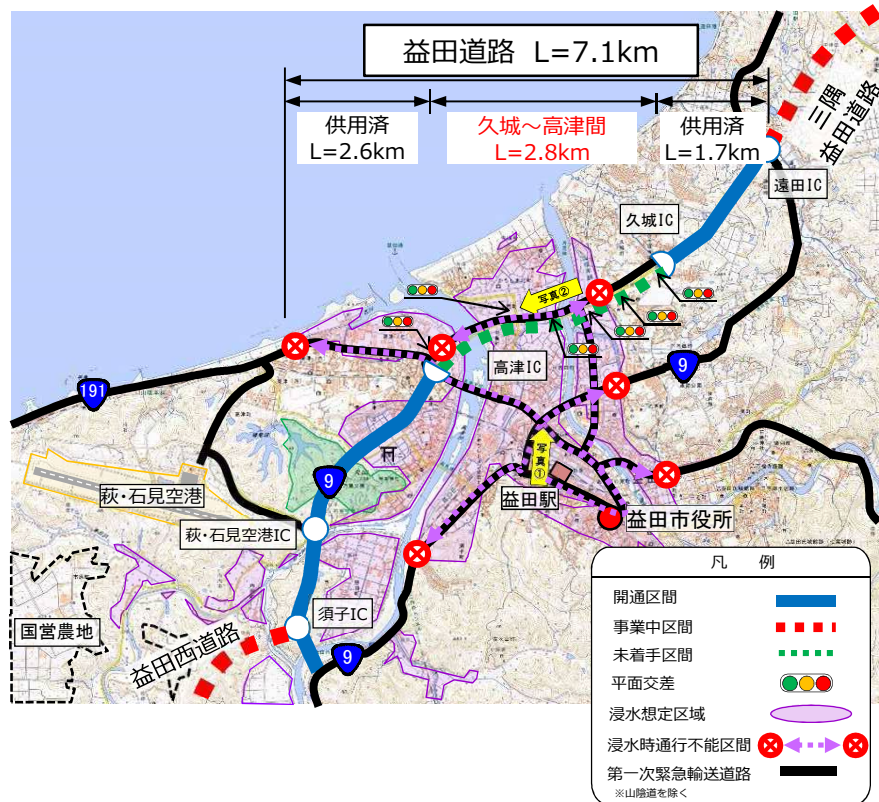 益田道路 L=7.1km
供用済
L=2.6km
久城～高津間
L=2.8km
供用済
L=1.7km
三隅
益田道路
遠田IC
久城IC
写真②
高津IC
9
191
写真①
益田駅
益田市役所
9
萩・石見空港
萩・石見空港IC
須子IC
国営農地
益田西道路
9
凡 例
開通区間
事業中区間
未着手区間
平面交差
浸水想定区域
浸水時通行不能区間
第一次緊急輸送道路
※山陰道を除く